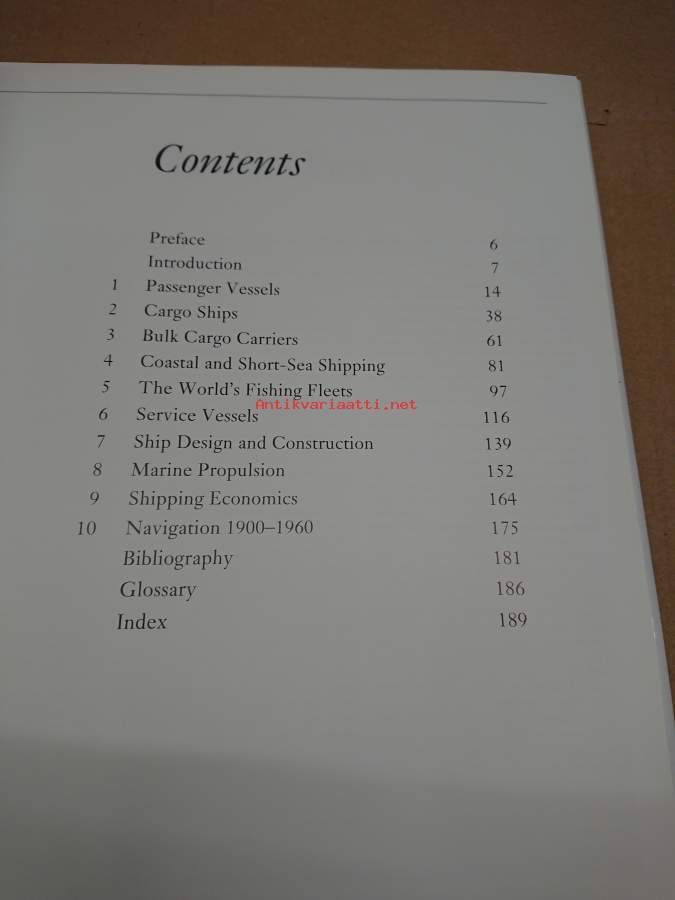 Contents
Preface 6
Introduction 7
1 Passenger Vessels 14
2 Cargo Ships 38
3 Bulk Cargo Carriers 61
4 Coastal and Short-Sea Shipping 81
5 The World's Fishing Fleets 97
Antikvariaatti.net
6 Service Vessels 116
7 Ship Design and Construction 139
8 Marine Propulsion 152
9 Shipping Economics 164
10 Navigation 1900–1960 175
Bibliography 181
Glossary 186
Index 189